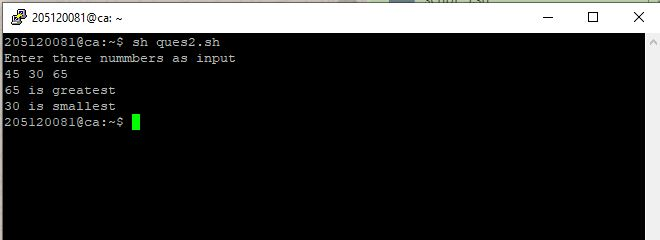 205120081@ca: ~
205120081@ca:~$ sh ques2.sh
Enter three nummbers as input
45 30 65
65 is greatest
30 is smallest
205120081@ca:~$